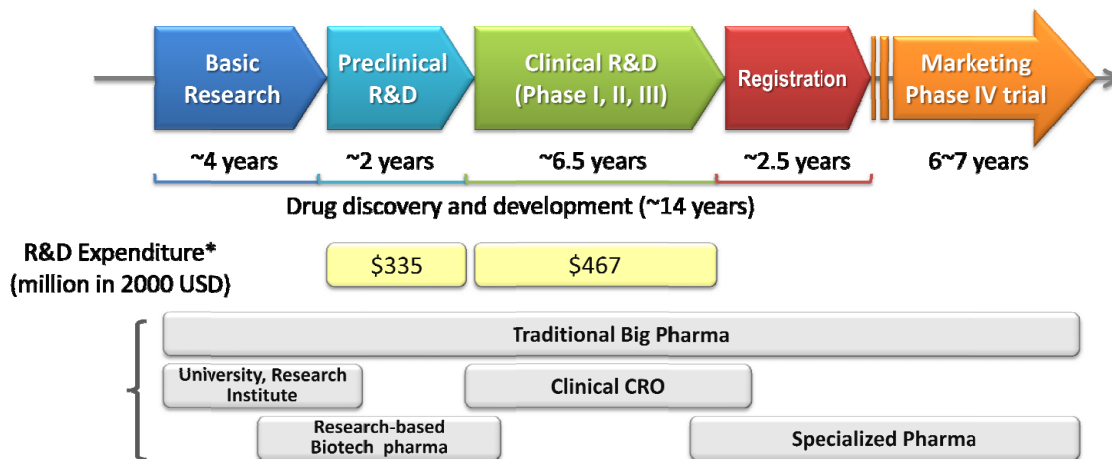 Basic
Research
Preclinical
R&D
Clinical R&D
(Phase I, II, III)
Registration
Marketing
Phase IV trial
~4 years
~2 years
~6.5 years
~2.5 years
6~7 years
Drug discovery and development (~14 years)
R&D Expenditure*
(million in 2000 USD)
$335
$467
Traditional Big Pharma
University, Research
Institute
Clinical CRO
Research-based
Biotech pharma
Specialized Pharma